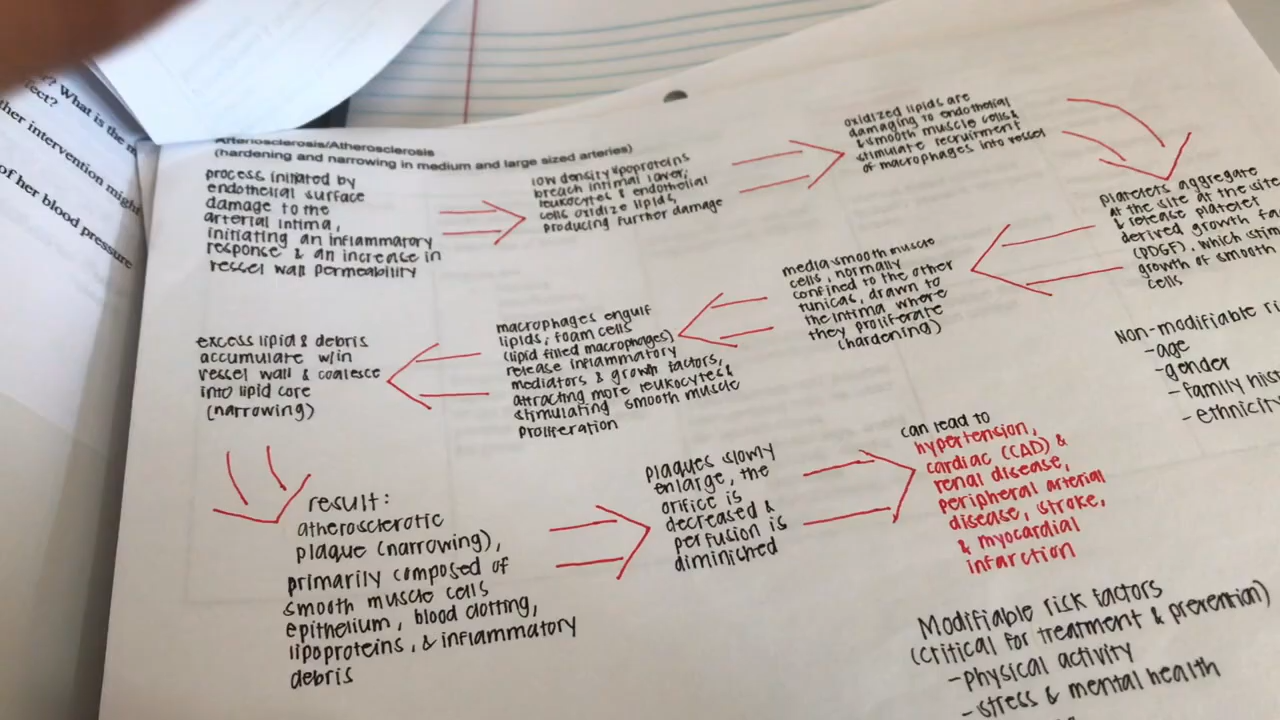 ? What is the
ect?
ther intervention might
of her blood pressure
Arteriosclerosis/Atherosclerosis
(hardening and narrowing in medium and large sized arteries)
process initiated by
endothelial surface
damage to the
arterial intima,
initiating an inflammatory
response & an increase in
vessel wall permeability
low density lipoproteins
breach intimal layer;
leukocytes & endothelial
cells oxidize lipids,
producing further damage
oxidized lipids are
damaging to endothelial
& smooth muscle cells &
stimulate recruitment
of macrophages into vessel
platelets aggregate
at the site at the site
& release platelet
derived growth fa
(PDGF), which stim
growth of smooth
cells
media smooth muscle
cells, normally
confined to the other
tunicas, drawn to
the intima where
they proliferate
(hardening)
macrophages engulf
lipids, foam cells
(lipid filled macrophages)
release inflammatory
mediators & growth factors,
attracting more leukocytes &
stimulating smooth muscle
proliferation
excess lipid & debris
accumulate w/in
vessel wall & coalesce
into lipid core
(narrowing)
result:
atherosclerotic
plaque (narrowing),
primarily composed of
smooth muscle cells
epithelium, blood clotting,
lipoproteins, & inflammatory
debris
plaques slowly
enlarge, the
orifice is
decreased &
perfusion is
diminished
can lead to
hypertension,
cardiac (CAD) &
renal disease,
peripheral arterial
disease, stroke,
& myocardial
infarction
Non-modifiable ri
-age
-gender
-family hist
-ethnicity
Modifiable risk factors
(critical for treatment & prevention)
-physical activity
-stress & mental health